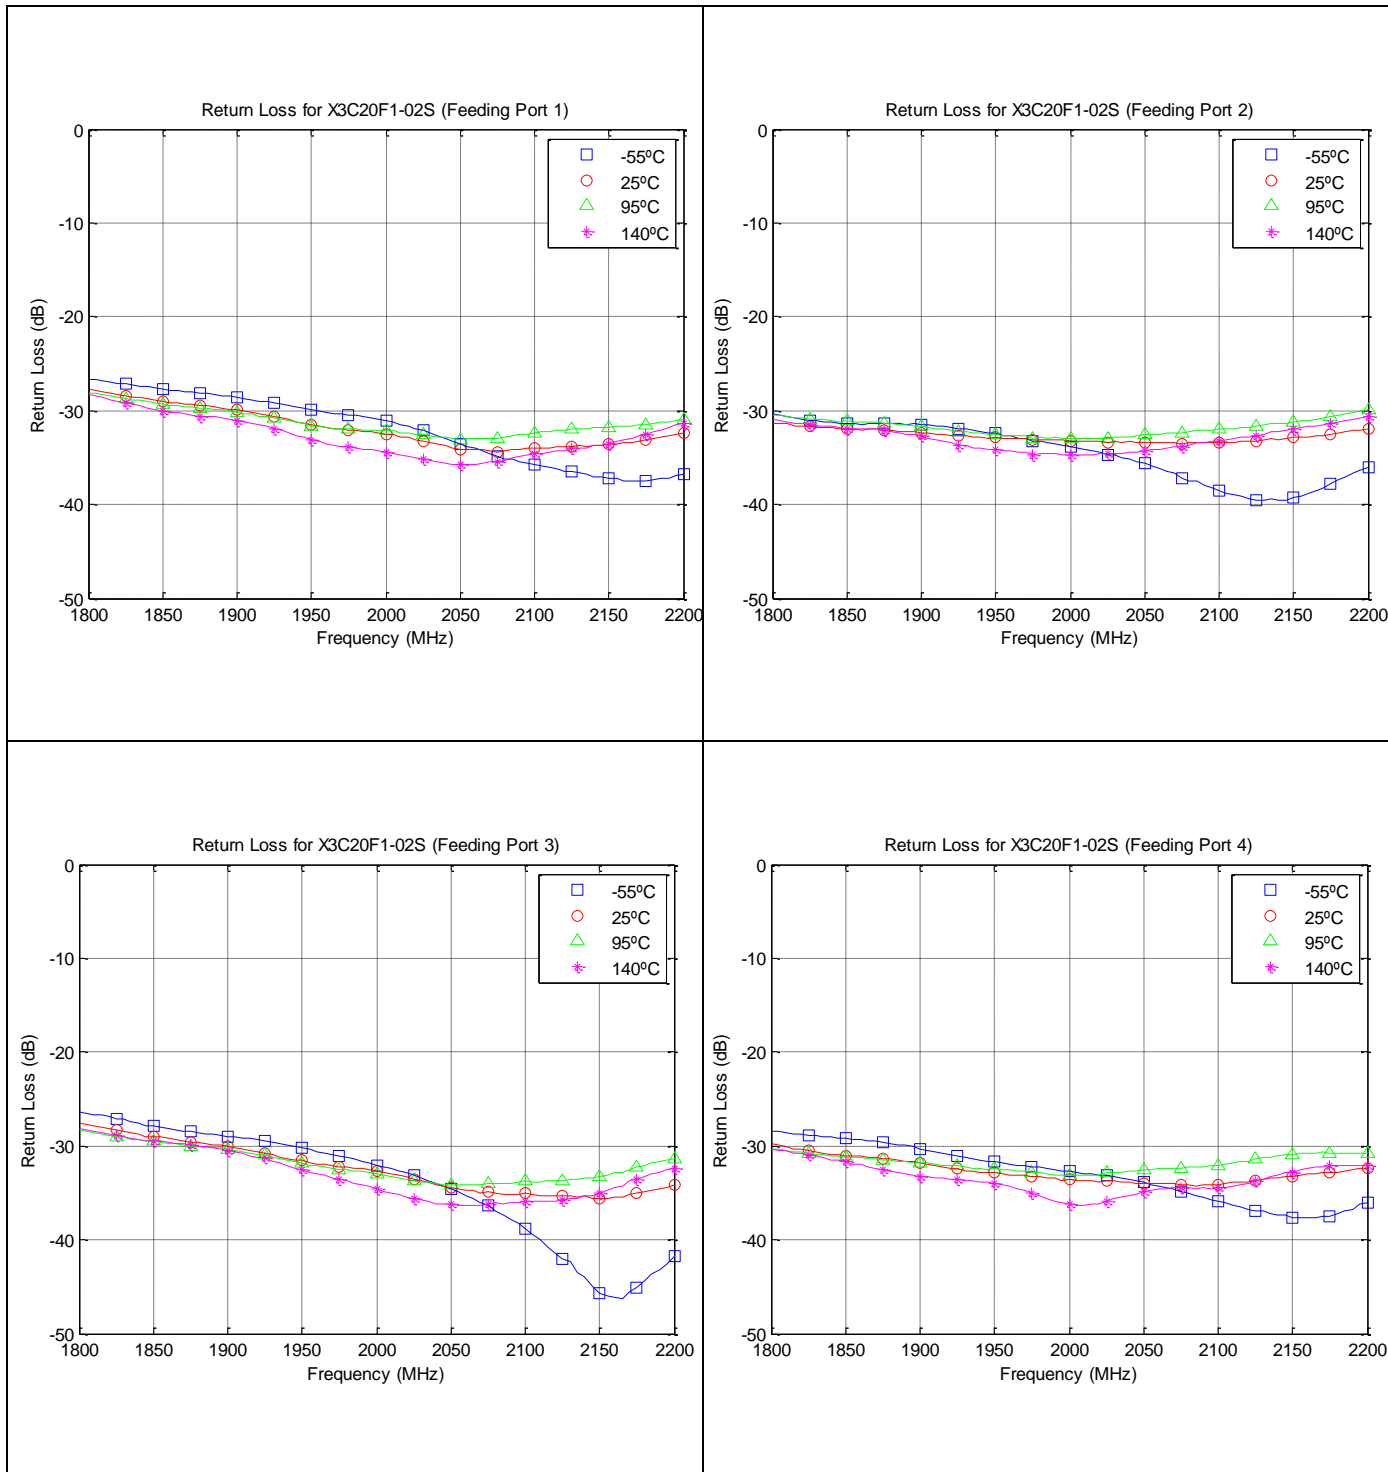 Return Loss for X3C20F1-02S (Feeding Port 1)
0
-10
-20
-30
-40
-50
Return Loss (dB)
-55ºC
25ºC
95ºC
140ºC
1800 1850 1900 1950 2000 2050 2100 2150 2200
Frequency (MHz)
Return Loss for X3C20F1-02S (Feeding Port 2)
0
-10
-20
-30
-40
-50
Return Loss (dB)
-55ºC
25ºC
95ºC
140ºC
1800 1850 1900 1950 2000 2050 2100 2150 2200
Frequency (MHz)
Return Loss for X3C20F1-02S (Feeding Port 3)
0
-10
-20
-30
-40
-50
Return Loss (dB)
-55ºC
25ºC
95ºC
140ºC
1800 1850 1900 1950 2000 2050 2100 2150 2200
Frequency (MHz)
Return Loss for X3C20F1-02S (Feeding Port 4)
0
-10
-20
-30
-40
-50
Return Loss (dB)
-55ºC
25ºC
95ºC
140ºC
1800 1850 1900 1950 2000 2050 2100 2150 2200
Frequency (MHz)